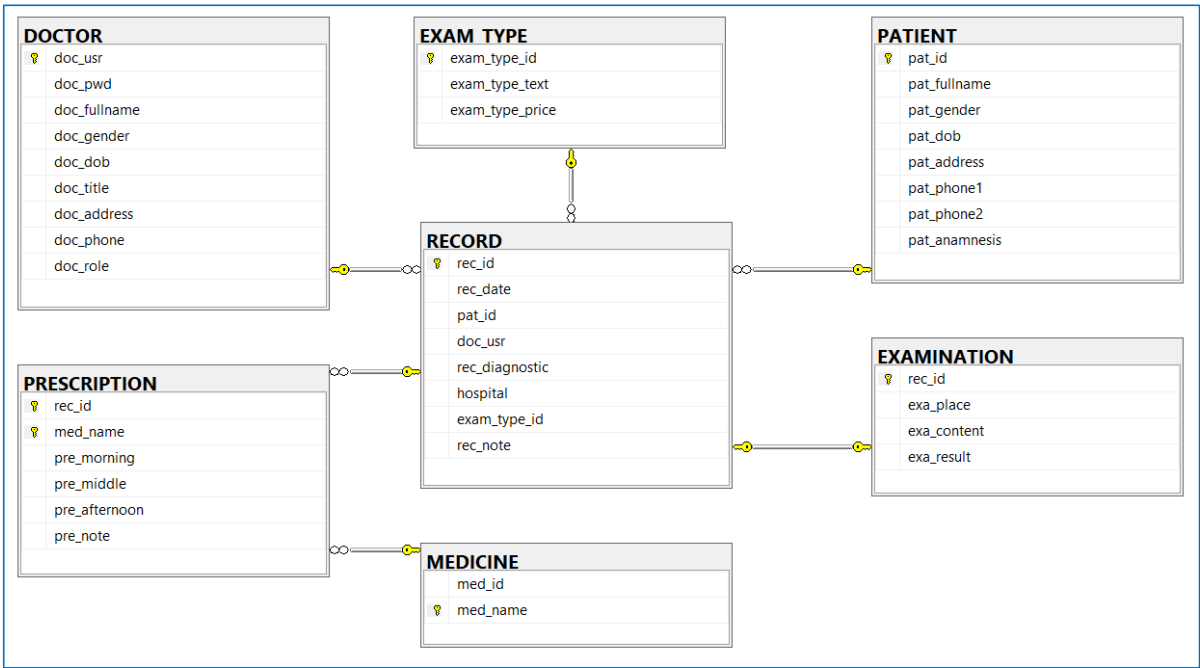 DOCTOR
doc_usr
doc_pwd
doc_fullname
doc_gender
doc_dob
doc_title
doc_address
doc_phone
doc_role
EXAM_TYPE
exam_type_id
exam_type_text
exam_type_price
PATIENT
pat_id
pat_fullname
pat_gender
pat_dob
pat_address
pat_phone1
pat_phone2
pat_anamnesis
RECORD
rec_id
rec_date
pat_id
doc_usr
rec_diagnostic
hospital
exam_type_id
rec_note
PRESCRIPTION
rec_id
med_name
pre_morning
pre_middle
pre_afternoon
pre_note
EXAMINATION
rec_id
exa_place
exa_content
exa_result
MEDICINE
med_id
med_name